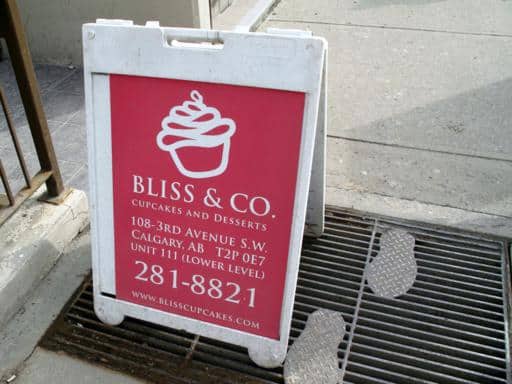 BLISS & CO.
CUPCAKES AND DESSERTS
108-3RD AVENUE S.W.
CALGARY, AB T2P 0E7
UNIT 111 (LOWER LEVEL)
281-8821
WWW.BLISSCUPCAKES.COM